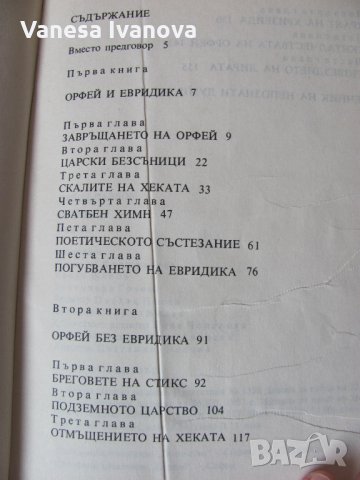 Vanesa Ivanova
СЪДЪРЖАНИЕ
Вместо предговор 5
Първа книга
ОРФЕЙ И ЕВРИДИКА 7
Първа глава
ЗАВРЪЩАНЕТО НА ОРФЕЙ 9
Втора глава
ЦАРСКИ БЕЗСЪНИЦИ 22
Трета глава
СКАЛИТЕ НА ХЕКАТА 33
Четвърта глава
СВАТБЕН ХИМН 47
Пета глава
ПОЕТИЧЕСКОТО СЪСТЕЗАНИЕ 61
Шеста глава
ПОГУБВАНЕТО НА ЕВРИДИКА 76
Втора книга
ОРФЕЙ БЕЗ ЕВРИДИКА 91
Първа глава
БРЕГОВЕТЕ НА СТИКС 92
Втора глава
ПОДЗЕМНОТО ЦАРСТВО 104
Трета глава
ОТМЪЩЕНИЕТО НА ХЕКАТА 117
BAZAR